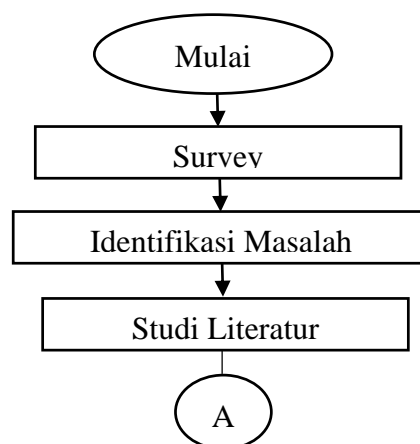 Mulai
Survey
Identifikasi Masalah
Studi Literatur
A